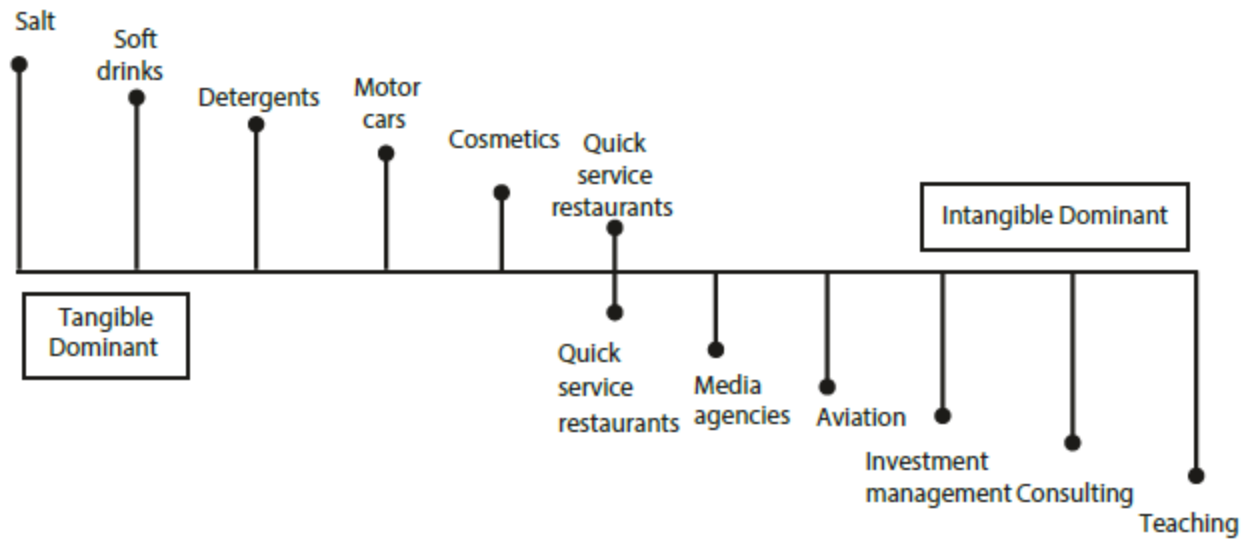 Salt
Soft
drinks
Detergents
Motor
cars
Cosmetics
Quick
service
restaurants
Intangible Dominant
Tangible
Dominant
Quick
service
restaurants
Media
agencies
Aviation
Investment
management
Consulting
Teaching